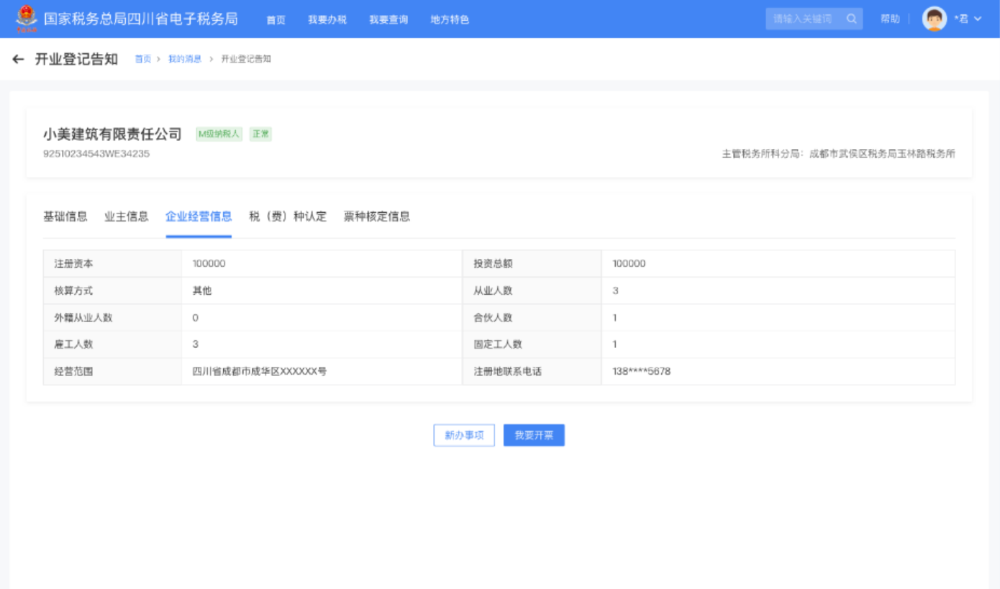 国家税务总局四川省电子税务局 首页 我要办税 我要查询 地方特色 请输入关键词 帮助 *君
开业登记告知 首页 > 我的消息 > 开业登记告知
小美建筑有限责任公司 M级纳税人 正常
92510234543WE34235 主管税务所科分局：成都市武侯区税务局玉林路税务所
基础信息 业主信息 企业经营信息 税（费）种认定 票种核定信息
注册资本 100000 投资总额 100000
核算方式 其他 从业人数 3
外籍从业人数 0 合伙人数 1
雇工人数 3 固定工人数 1
经营范围 四川省成都市成华区XXXXXX号 注册地联系电话 138****5678
新办事项 我要开票